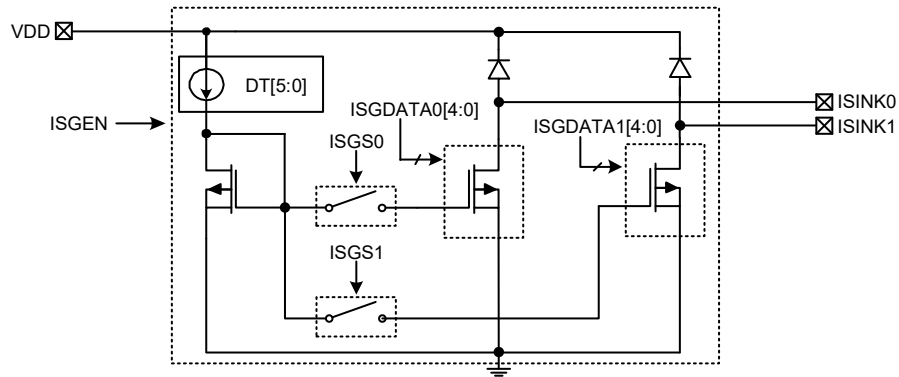 VDD
DT[5:0]
ISGEN
ISGDATA0[4:0]
ISINK0
ISGDATA1[4:0]
ISINK1
ISGS0
ISGS1